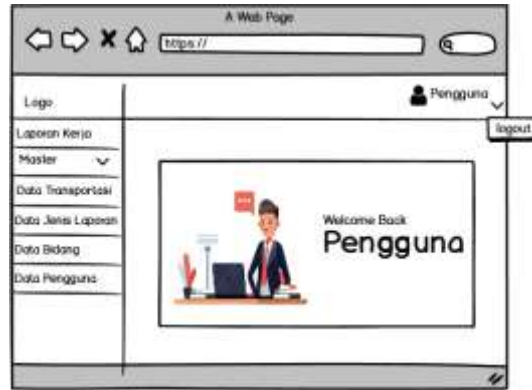 A Web Page
https://
Logo
Pengguna
logout
Laporan Kerja
Master
Data Transportasi
Data Jenis Laporan
Data Bidang
Data Pengguna
Welcome Back
Pengguna